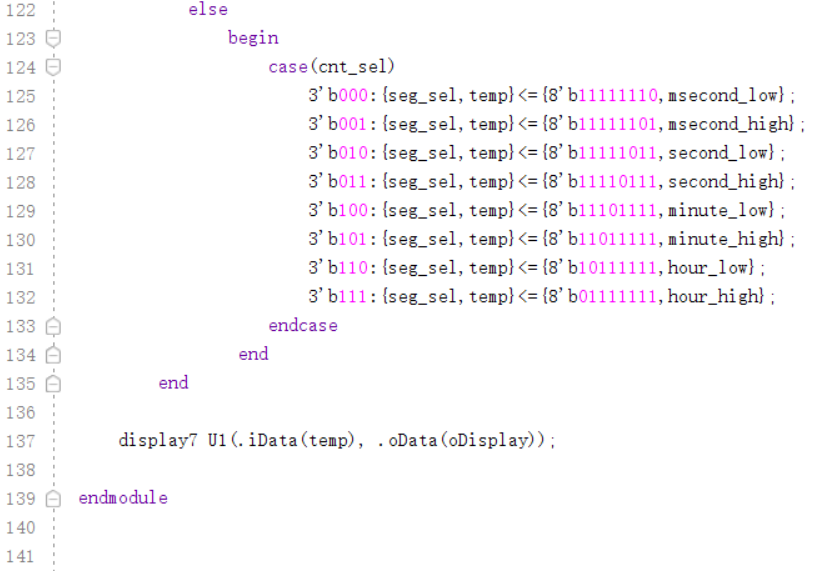 122 else
123 begin
124 case(cnt_sel)
125 3'b000:{seg_sel,temp}<={8'b11111110,msecond_low};
126 3'b001:{seg_sel,temp}<={8'b11111101,msecond_high};
127 3'b010:{seg_sel,temp}<={8'b11111011,second_low};
128 3'b011:{seg_sel,temp}<={8'b11110111,second_high};
129 3'b100:{seg_sel,temp}<={8'b11101111,minute_low};
130 3'b101:{seg_sel,temp}<={8'b11011111,minute_high};
131 3'b110:{seg_sel,temp}<={8'b10111111,hour_low};
132 3'b111:{seg_sel,temp}<={8'b01111111,hour_high};
133 endcase
134 end
135 end
136
137 display7 U1(.iData(temp), .oData(oDisplay));
138
139 endmodule
140
141